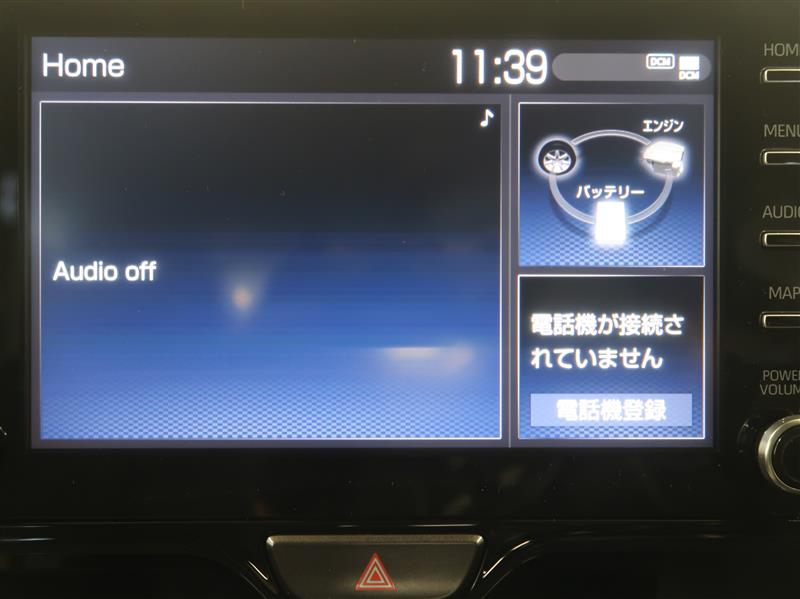 Home
11:39
DCM
DCM
エンジン
バッテリー
Audio off
電話機が接続さ
れていません
電話機登録
HOM
MENU
AUDIO
MAP
POWE
VOLUM